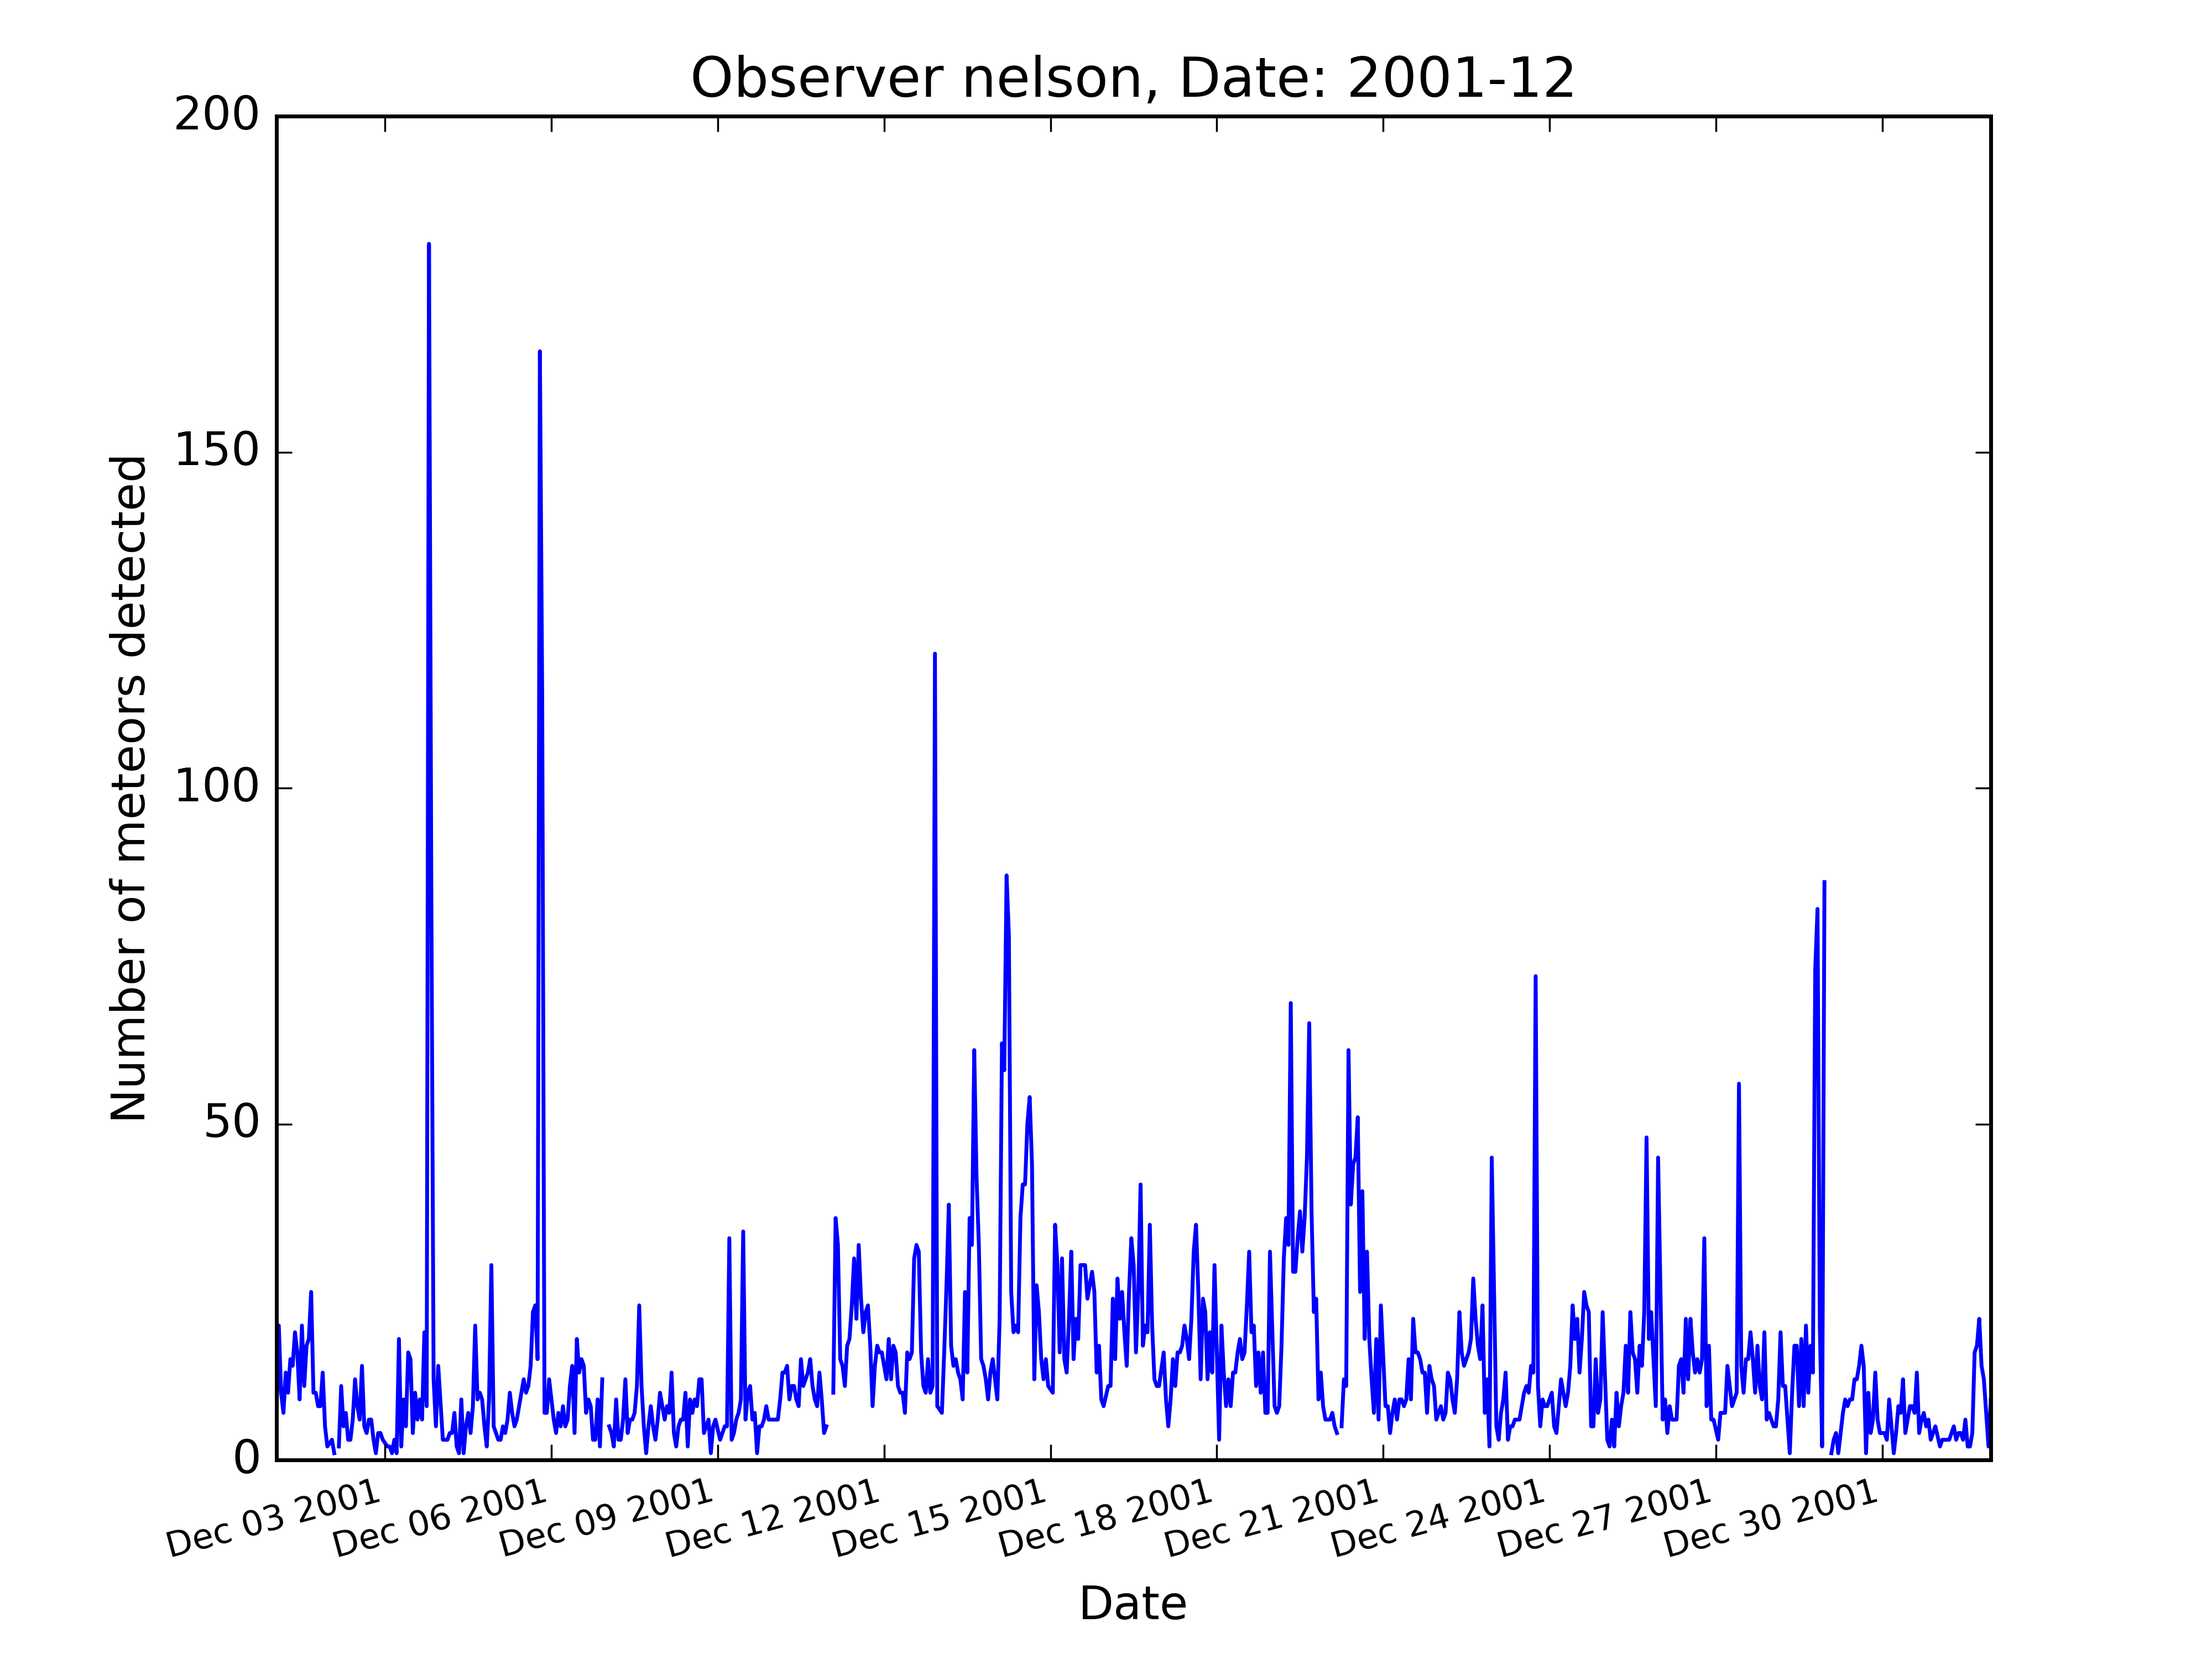 Observer nelson, Date: 2001-12
Number of meteors detected
200
150
100
50
0
Dec 03 2001
Dec 06 2001
Dec 09 2001
Dec 12 2001
Dec 15 2001
Dec 18 2001
Dec 21 2001
Dec 24 2001
Dec 27 2001
Dec 30 2001
Date